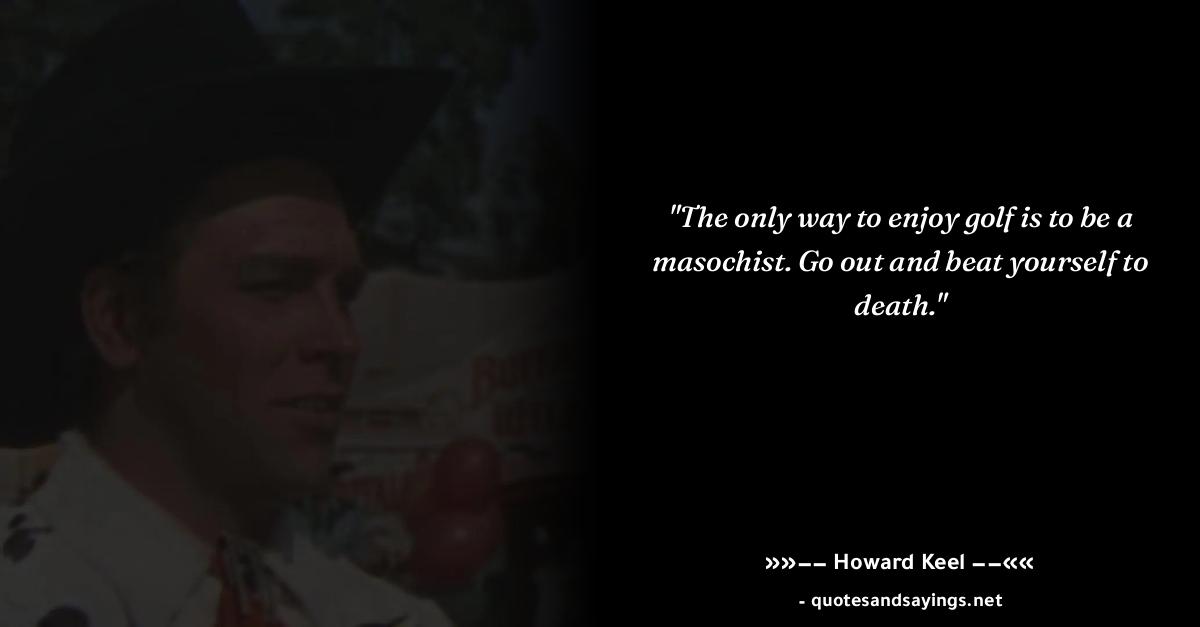 "The only way to enjoy golf is to be a
masochist. Go out and beat yourself to
death."
»»–– Howard Keel ––««
- quotesandsayings.net